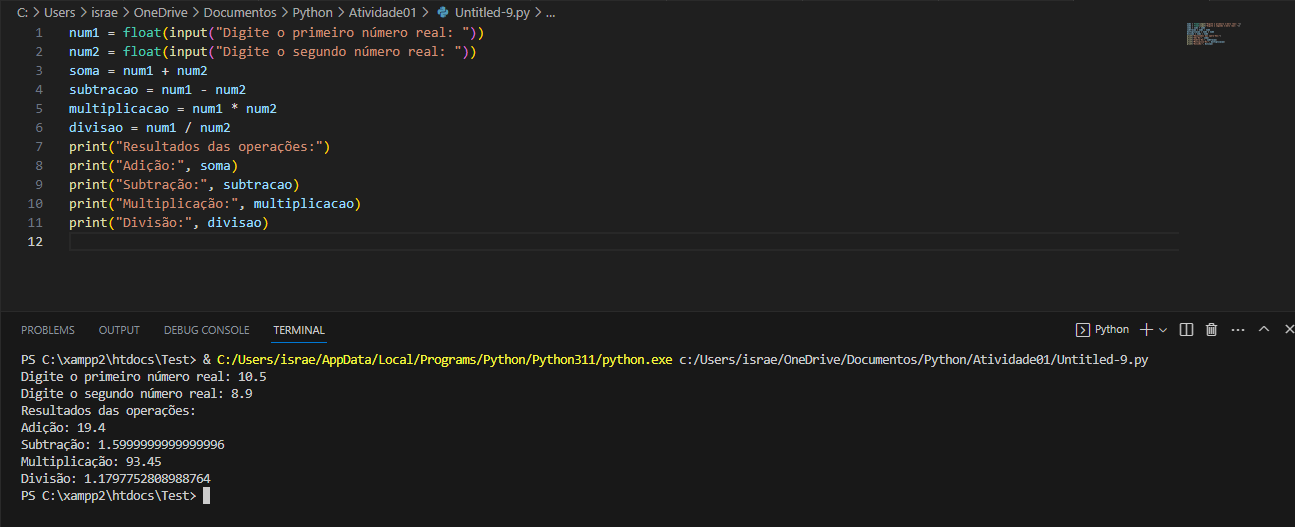 C: > Users > israe > OneDrive > Documentos > Python > Atividade01 > Untitled-9.py > ...
1 num1 = float(input("Digite o primeiro número real: "))
2 num2 = float(input("Digite o segundo número real: "))
3 soma = num1 + num2
4 subtracao = num1 - num2
5 multiplicacao = num1 * num2
6 divisao = num1 / num2
7 print("Resultados das operações:")
8 print("Adição:", soma)
9 print("Subtração:", subtracao)
10 print("Multiplicação:", multiplicacao)
11 print("Divisão:", divisao)
12
PROBLEMS OUTPUT DEBUG CONSOLE TERMINAL Python
PS C:\xampp2\htdocs\Test> & C:/Users/israe/AppData/Local/Programs/Python/Python311/python.exe c:/Users/israe/OneDrive/Documentos/Python/Atividade01/Untitled-9.py
Digite o primeiro número real: 10.5
Digite o segundo número real: 8.9
Resultados das operações:
Adição: 19.4
Subtração: 1.5999999999999996
Multiplicação: 93.45
Divisão: 1.1797752808988764
PS C:\xampp2\htdocs\Test>